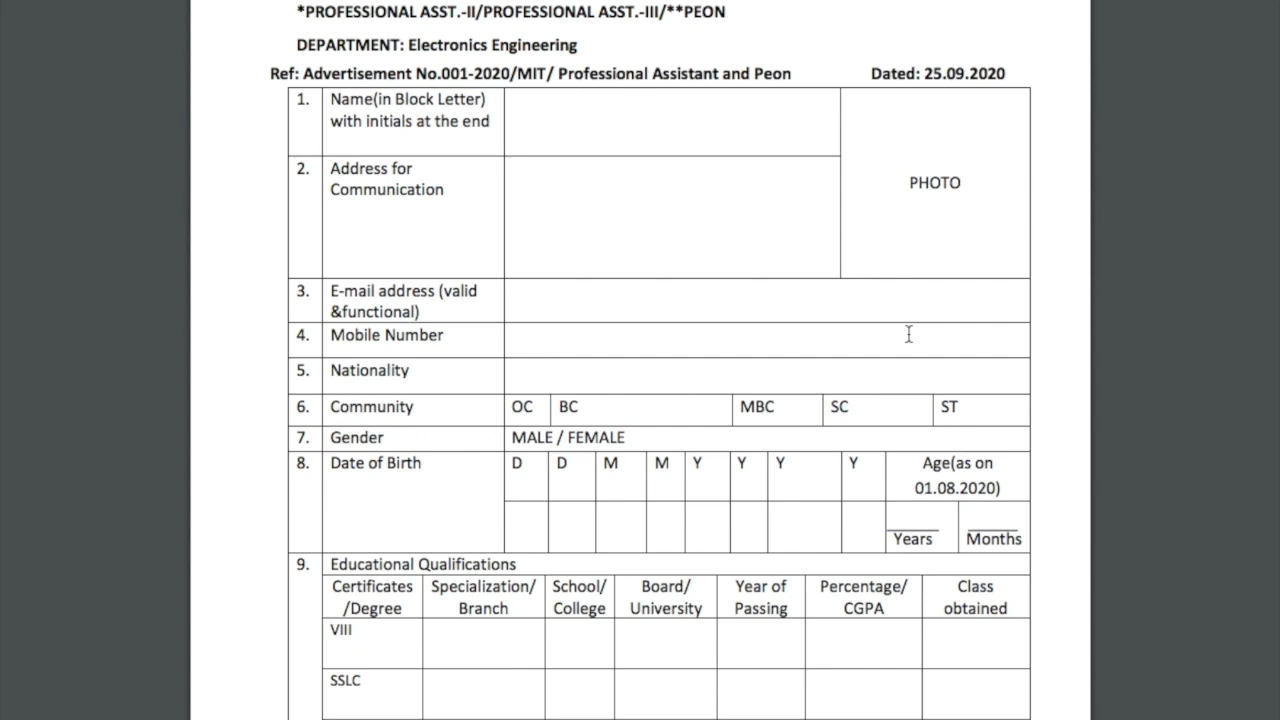 *PROFESSIONAL ASST.-II/PROFESSIONAL ASST.-III/**PEON
DEPARTMENT: Electronics Engineering
Ref: Advertisement No.001-2020/MIT/ Professional Assistant and Peon Dated: 25.09.2020
1. Name(in Block Letter)
with initials at the end
PHOTO
2. Address for
Communication
3. E-mail address (valid
&functional)
4. Mobile Number
5. Nationality
6. Community OC BC MBC SC ST
7. Gender MALE / FEMALE
8. Date of Birth D D M M Y Y Y Y Age(as on
01.08.2020)
Years Months
9. Educational Qualifications
Certificates Specialization/ School/ Board/ Year of Percentage/ Class
/Degree Branch College University Passing CGPA obtained
VIII
SSLC